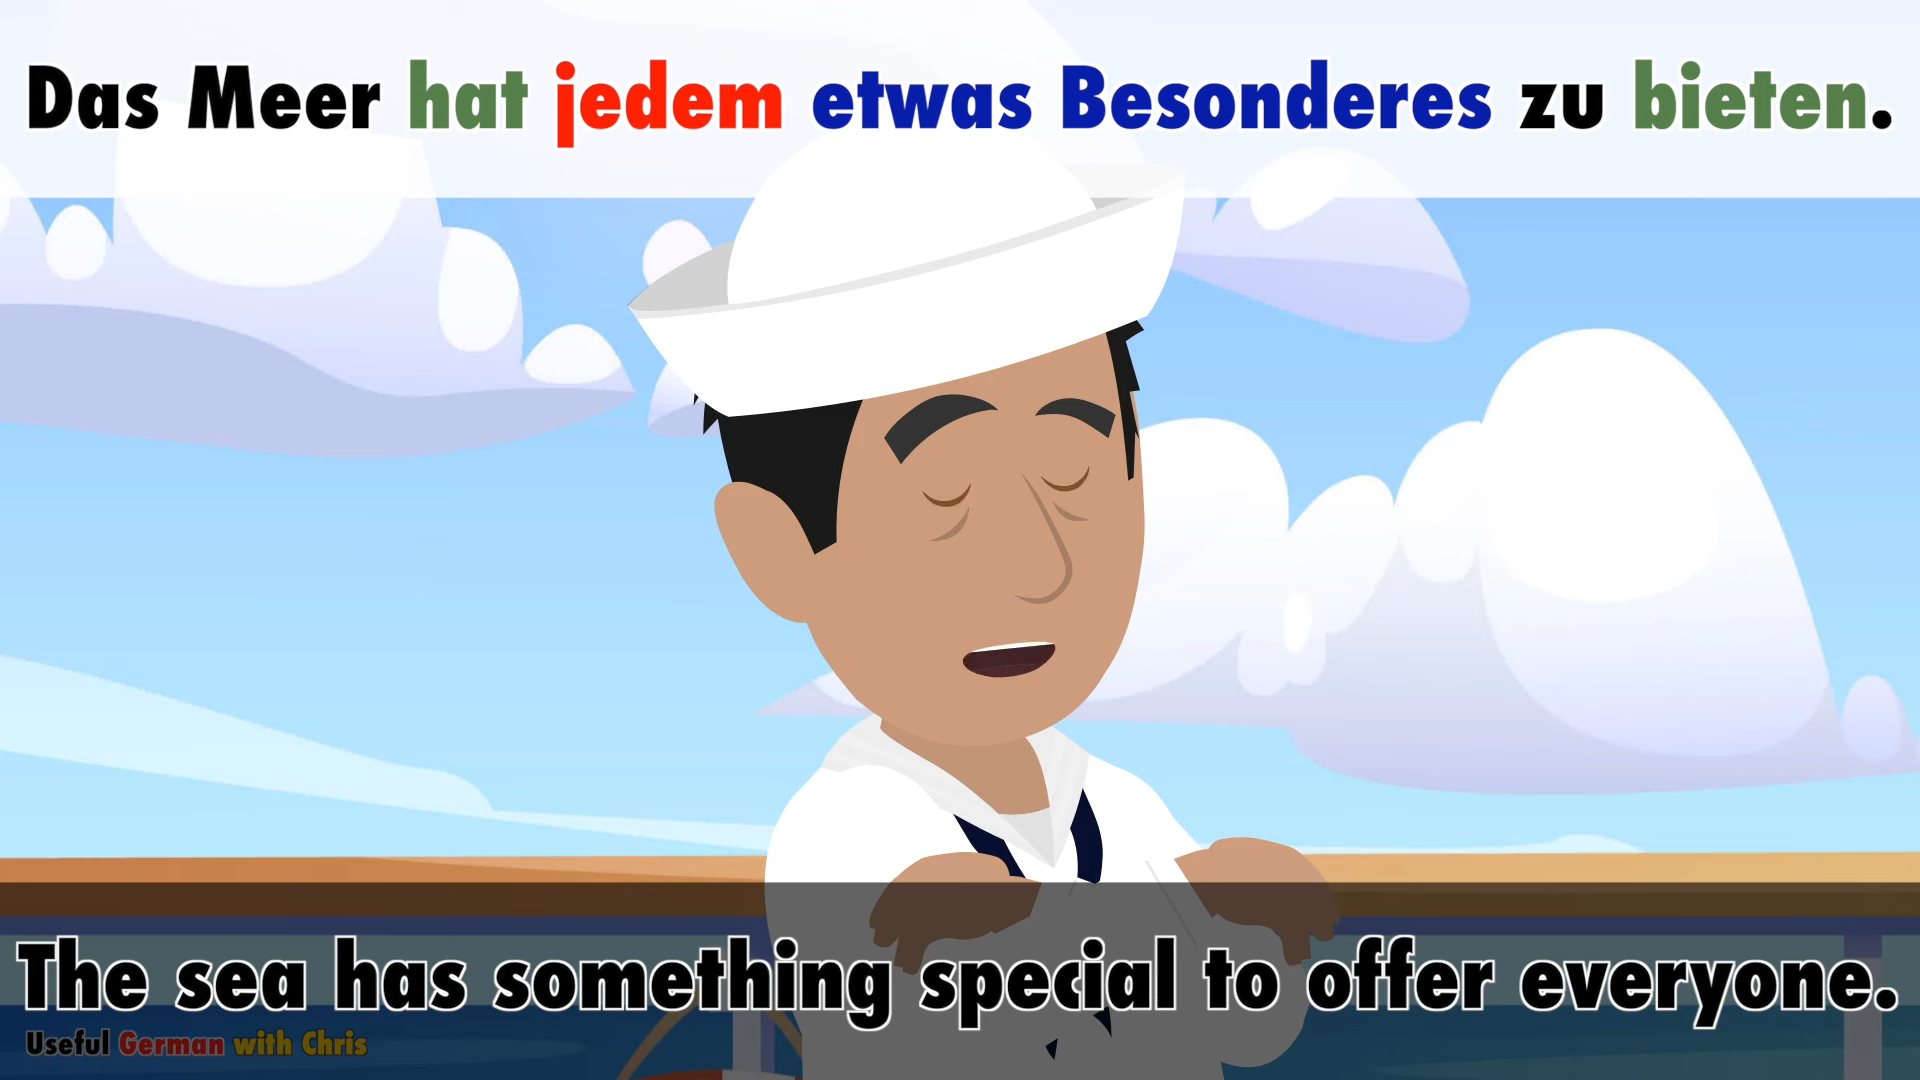 Das Meer hat jedem etwas Besonderes zu bieten.
The sea has something special to offer everyone.
Useful German with Chris